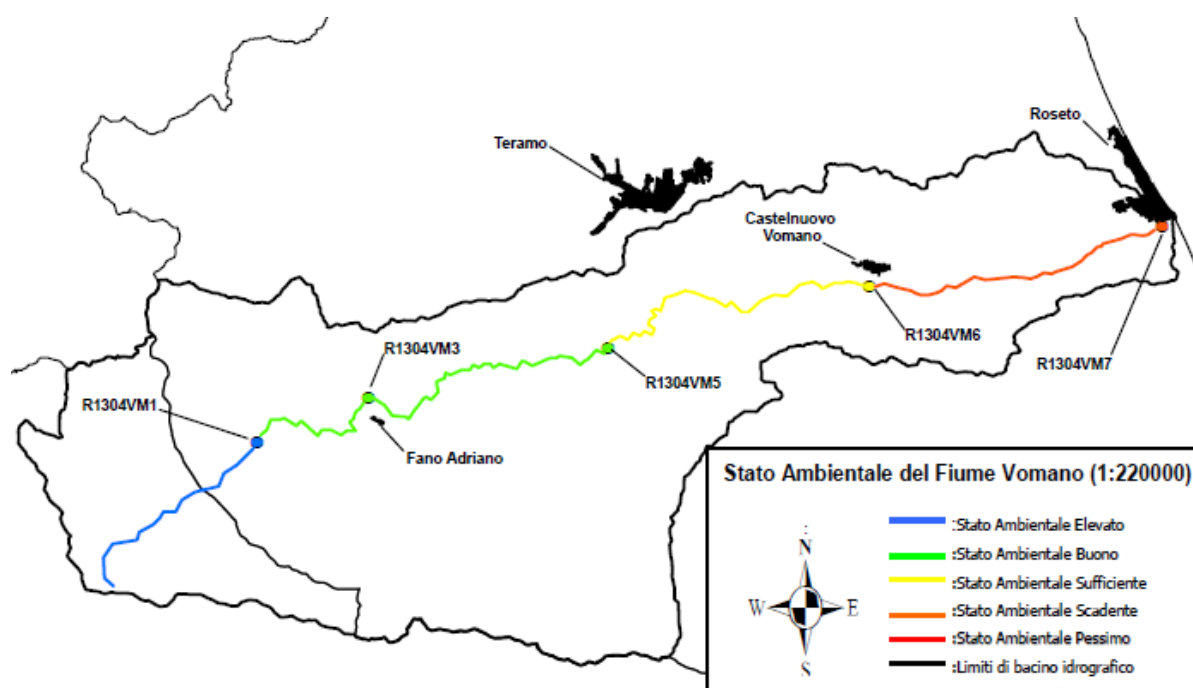 Roseto
Teramo
Castelnuovo
Vomano
R1304VM6
R1304VM7
R1304VM3
R1304VM5
R1304VM1
Fano Adriano
Stato Ambientale del Fiume Vomano (1:220000)
:
N
W
E
S
:Stato Ambientale Elevato
:Stato Ambientale Buono
:Stato Ambientale Sufficiente
:Stato Ambientale Scadente
:Stato Ambientale Pessimo
:Limiti di bacino idrografico